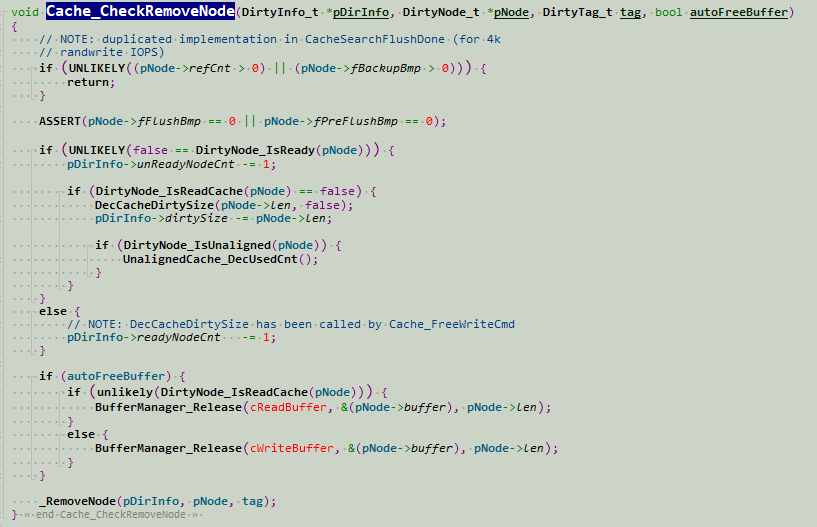 void Cache_CheckRemoveNode(DirtyInfo_t *pDirInfo, DirtyNode_t *pNode, DirtyTag_t tag, bool autoFreeBuffer)
{
    // NOTE: duplicated implementation in CacheSearchFlushDone (for 4k
    // randwrite IOPS)
    if (UNLIKELY((pNode->refCnt > 0) || (pNode->fBackupBmp > 0))) {
        return;
    }

    ASSERT(pNode->fFlushBmp == 0 || pNode->fPreFlushBmp == 0);

    if (UNLIKELY(false == DirtyNode_IsReady(pNode))) {
        pDirInfo->unReadyNodeCnt -= 1;

        if (DirtyNode_IsReadCache(pNode) == false) {
            DecCacheDirtySize(pNode->len, false);
            pDirInfo->dirtySize -= pNode->len;

            if (DirtyNode_IsUnaligned(pNode)) {
                UnalignedCache_DecUsedCnt();
            }
        }
    }
    else {
        // NOTE: DecCacheDirtySize has been called by Cache_FreeWriteCmd
        pDirInfo->readyNodeCnt   -= 1;
    }

    if (autoFreeBuffer) {
        if (unlikely(DirtyNode_IsReadCache(pNode))) {
            BufferManager_Release(cReadBuffer, &(pNode->buffer), pNode->len);
        }
        else {
            BufferManager_Release(cWriteBuffer, &(pNode->buffer), pNode->len);
        }
    }

    _RemoveNode(pDirInfo, pNode, tag);
} « end Cache_CheckRemoveNode »